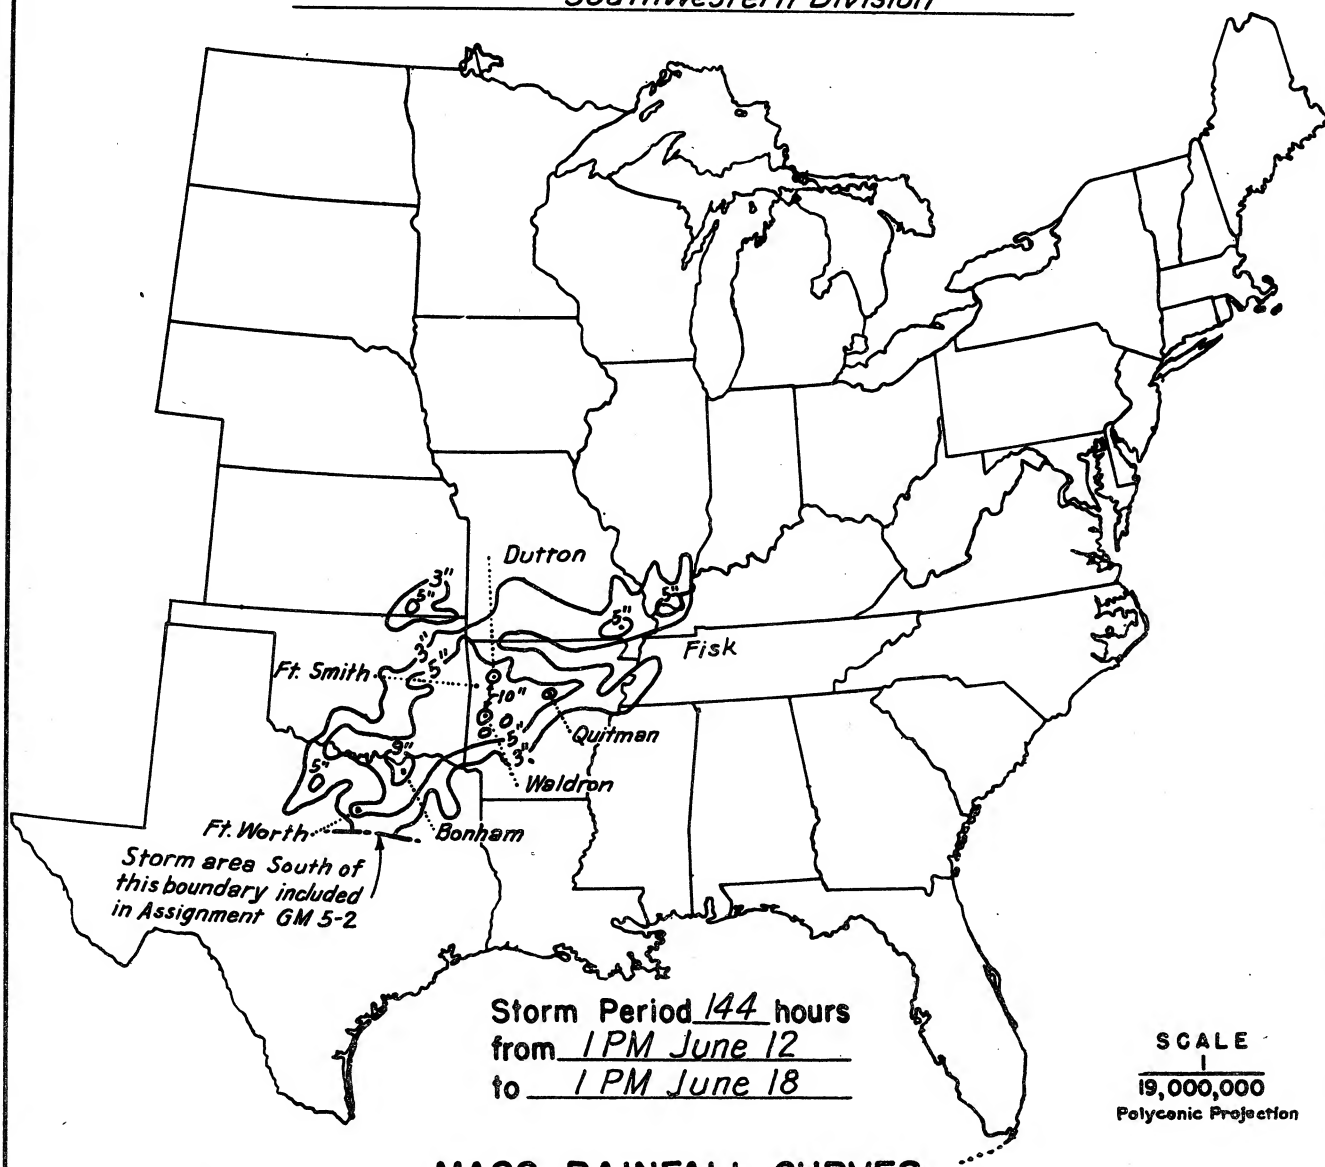 Southwestern Division
Dutton
3"
5"
5"
5"
3"
5"
Fisk
Ft. Smith
10"
Quitman
5"
3"
9"
5"
Waldron
Ft. Worth
Bonham
Storm area South of
this boundary included
in Assignment GM 5-2
Storm Period 144 hours
from 1 PM June 12
to 1 PM June 18
SCALE
1
19,000,000
Polyconic Projection
MASS RAINFALL CURVES